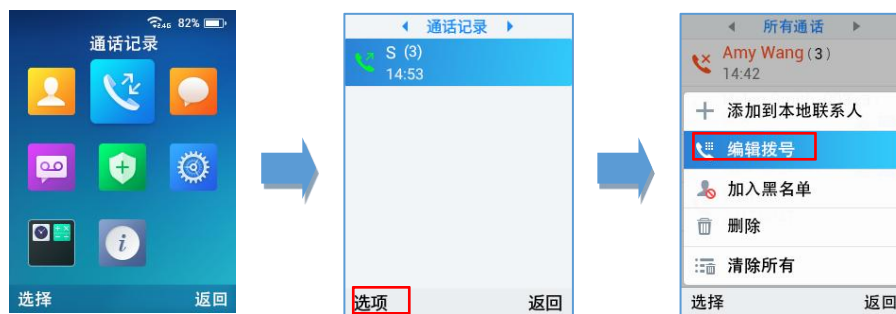 2.4G 82%
通话记录
选择 返回
通话记录
S (3)
14:53
选项 返回
所有通话
Amy Wang (3)
14:42
添加到本地联系人
编辑拨号
加入黑名单
删除
清除所有
选择 返回